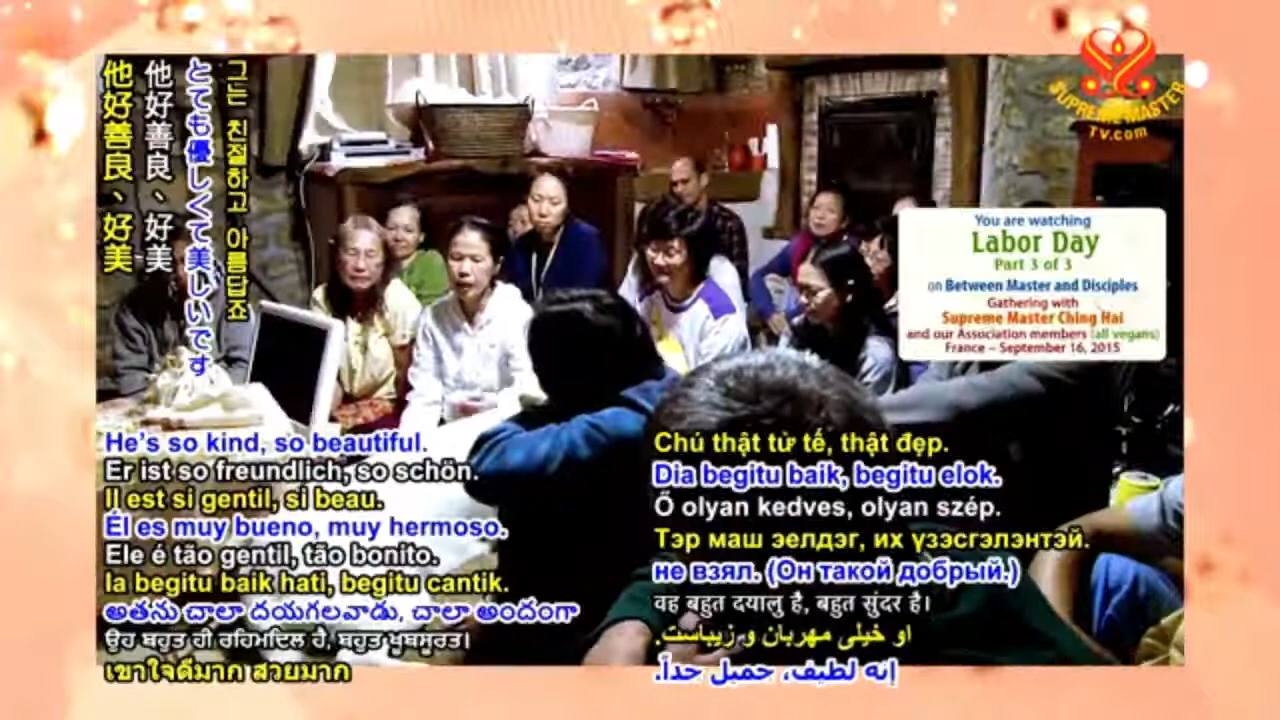 他好善良、好美
他好善良、好美
とても優しくて美しいです
그는 친절하고 아름답죠
SUPREME MASTER
TV.com
You are watching
Labor Day
Part 3 of 3
on Between Master and Disciples
Gathering with
Supreme Master Ching Hai
and our Association members (all vegans)
France – September 16, 2015
He's so kind, so beautiful.
Er ist so freundlich, so schön.
Il est si gentil, si beau.
Él es muy bueno, muy hermoso.
Ele é tão gentil, tão bonito.
Ia begitu baik hati, begitu cantik.
అతను చాలా దయగలవాడు, చాలా అందంగా
ਉਹ ਬਹੁਤ ਹੀ ਰਹਿਮਦਿਲ ਹੈ, ਬਹੁਤ ਖੂਬਸੂਰਤ।
เขาใจดีมาก สวยมาก
Chú thật tử tế, thật đẹp.
Dia begitu baik, begitu elok.
Ő olyan kedves, olyan szép.
Тэр маш эелдэг, их үзэсгэлэнтэй.
не взял. (Он такой добрый.)
वह बहुत दयालु है, बहुत सुंदर है।
او خیلی مهربان و زیباست.
إنه لطيف، جميل جداً.